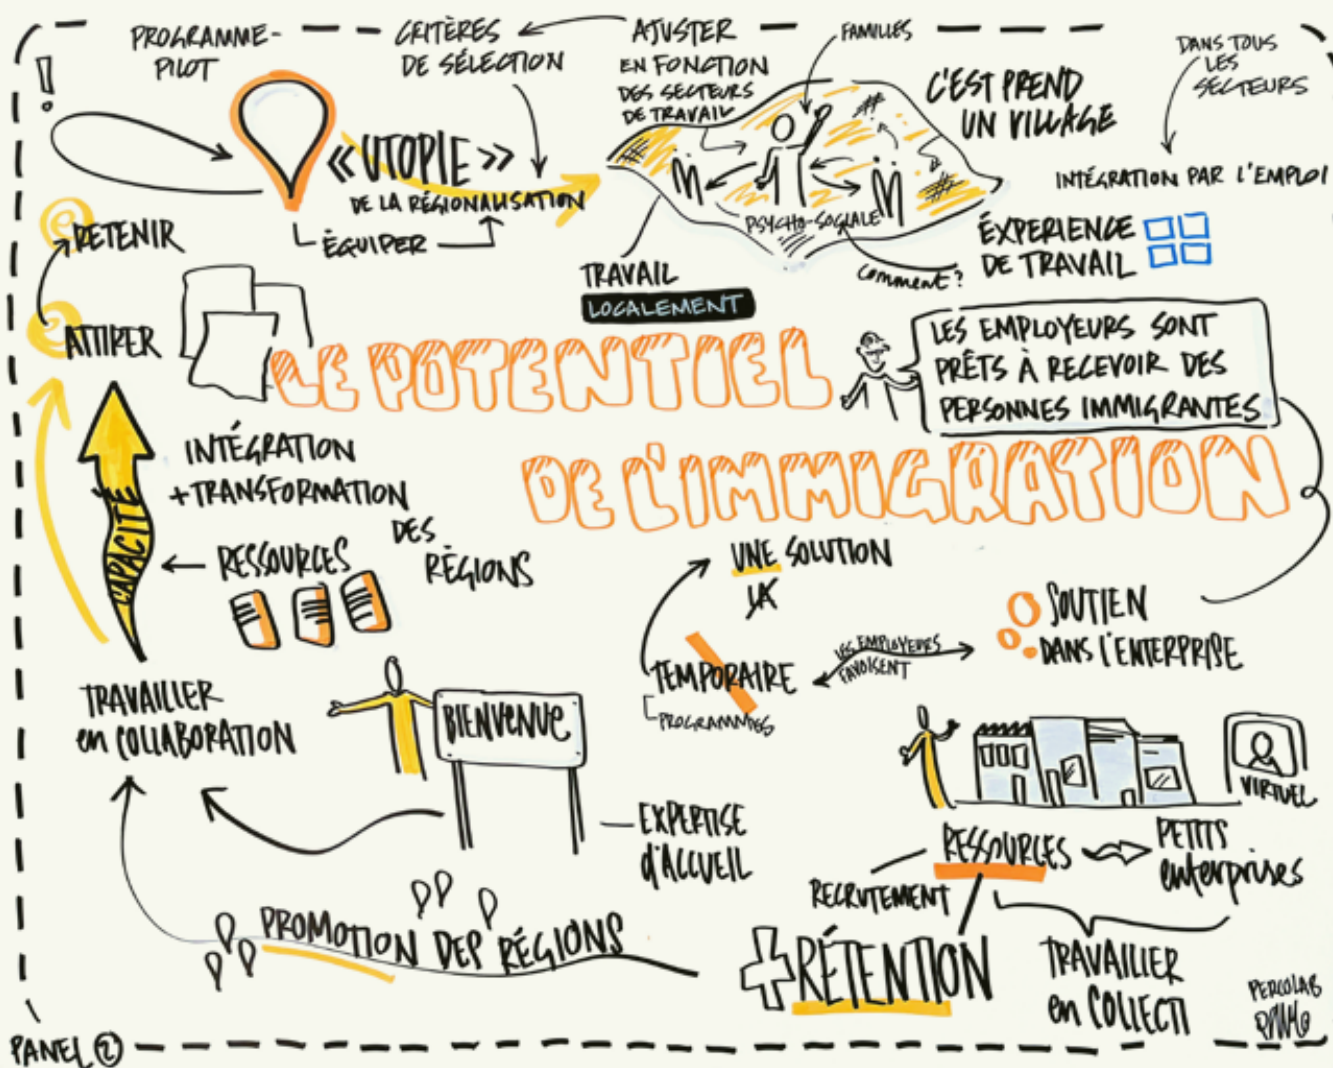 !
PROGRAMME-
PILOT
CRITÈRES
DE SÉLECTION
AJUSTER
EN FONCTION
DES SECTEURS
DE TRAVAIL
FAMILLES
C'EST PREND
UN VILLAGE
DANS TOUS
LES
SECTEURS
INTÉGRATION PAR L'EMPLOI
« UTOPIE »
DE LA RÉGIONALISATION
ÉQUIPER
PSYCHO-SOCIALE
Comment?
ÉXPERIENCE
DE TRAVAIL
TRAVAIL
LOCALEMENT
RETENIR
ATTIRER
LE POTENTIEL
DE L'IMMIGRATION
LES EMPLOYEURS SONT
PRÊTS À RECEVOIR DES
PERSONNES IMMIGRANTES
CAPACITÉ
INTÉGRATION
+TRANSFORMATION
DES
RÉGIONS
RESSOURCES
UNE SOLUTION
LA
TEMPORAIRE
PROGRAMMES
LES EMPLOYEURS
FAVOISENT
SOUTIEN
DANS L'ENTERPRISE
TRAVAILLER
en COLLABORATION
BIENVENUE
EXPERTISE
d'ACCUEIL
PROMOTION DES RÉGIONS
VIRTUEL
RESSOURCES
PETITS
enterprises
RECRUTEMENT
+RÉTENTION
TRAVAILLER
en COLLECTI
PERCOLAB
PANEL 2